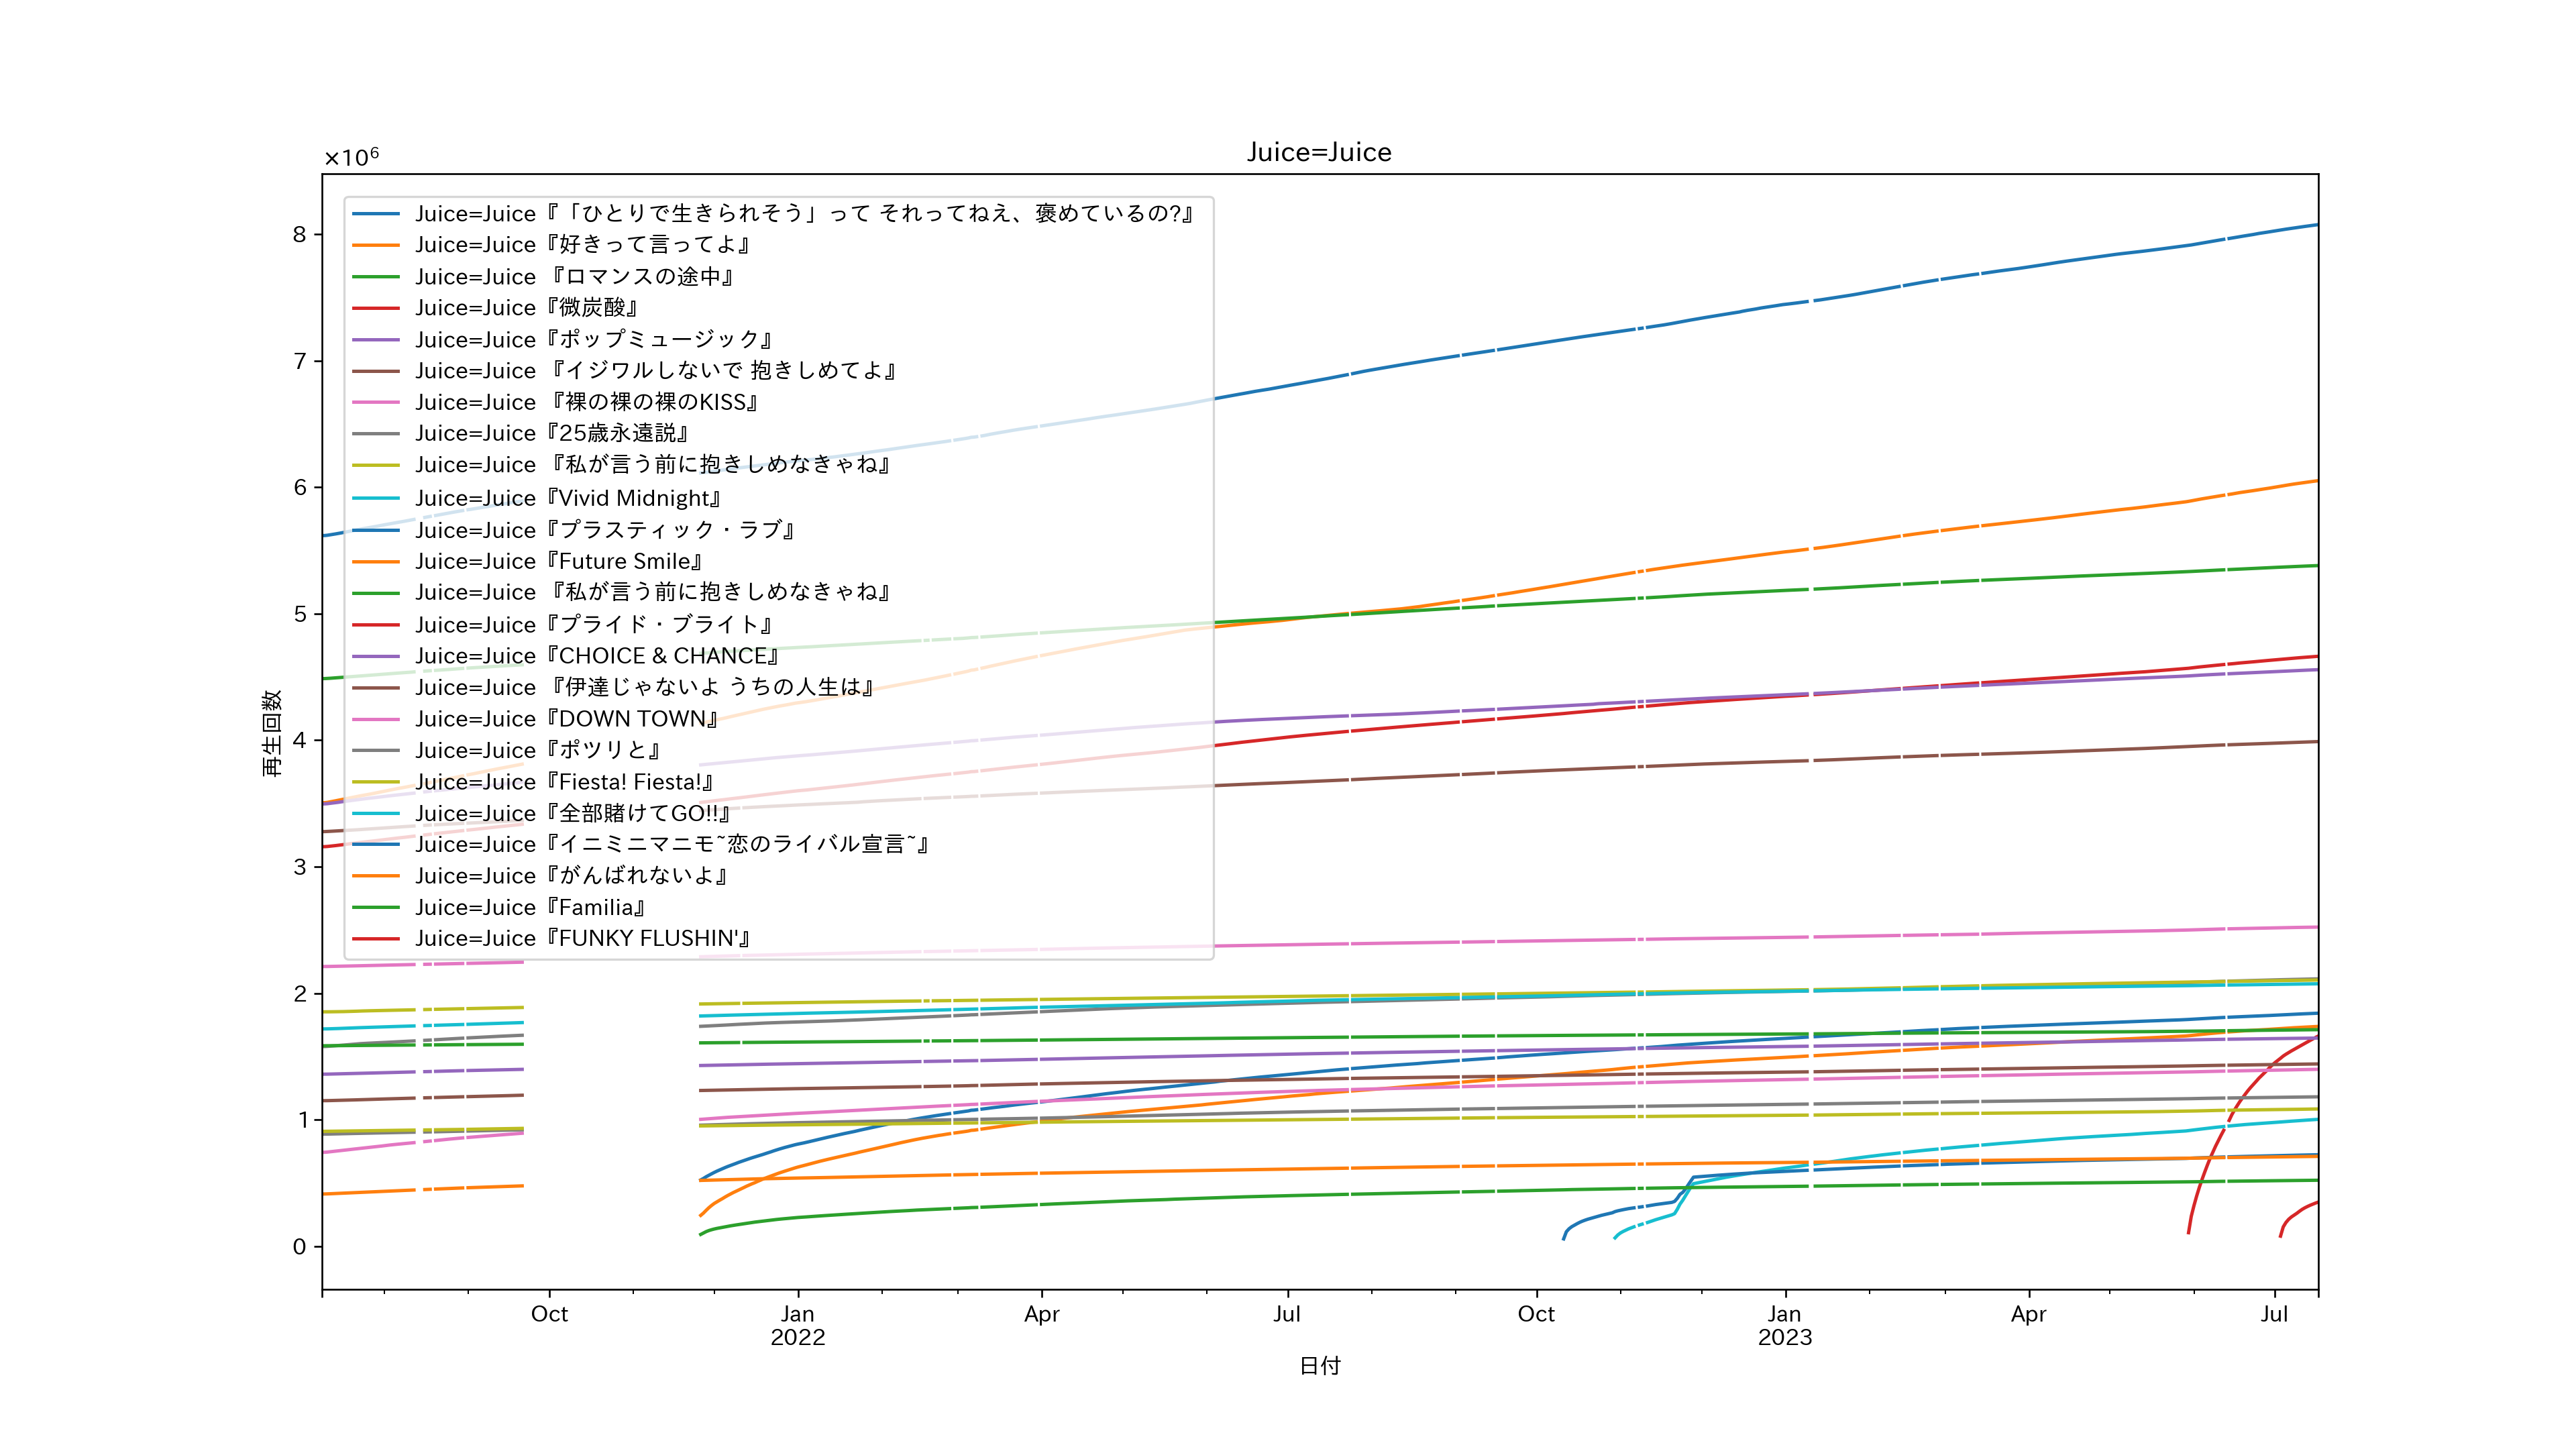 Juice=Juice
×10⁶
Juice=Juice『「ひとりで生きられそう」って それってねえ、褒めているの?』
Juice=Juice『好きって言ってよ』
Juice=Juice 『ロマンスの途中』
Juice=Juice『微炭酸』
Juice=Juice『ポップミュージック』
Juice=Juice 『イジワルしないで 抱きしめてよ』
Juice=Juice 『裸の裸の裸のKISS』
Juice=Juice『25歳永遠説』
Juice=Juice 『私が言う前に抱きしめなきゃね』
Juice=Juice『Vivid Midnight』
Juice=Juice『プラスティック・ラブ』
Juice=Juice『Future Smile』
Juice=Juice 『私が言う前に抱きしめなきゃね』
Juice=Juice『プライド・ブライト』
Juice=Juice『CHOICE & CHANCE』
Juice=Juice 『伊達じゃないよ うちの人生は』
Juice=Juice『DOWN TOWN』
Juice=Juice『ポツリと』
Juice=Juice『Fiesta! Fiesta!』
Juice=Juice『全部賭けてGO!!』
Juice=Juice『イニミニマニモ~恋のライバル宣言~』
Juice=Juice『がんばれないよ』
Juice=Juice『Familia』
Juice=Juice『FUNKY FLUSHIN'』
8
7
6
5
4
3
2
1
0
再生回数
Oct
Jan
2022
Apr
Jul
Oct
Jan
2023
Apr
Jul
日付